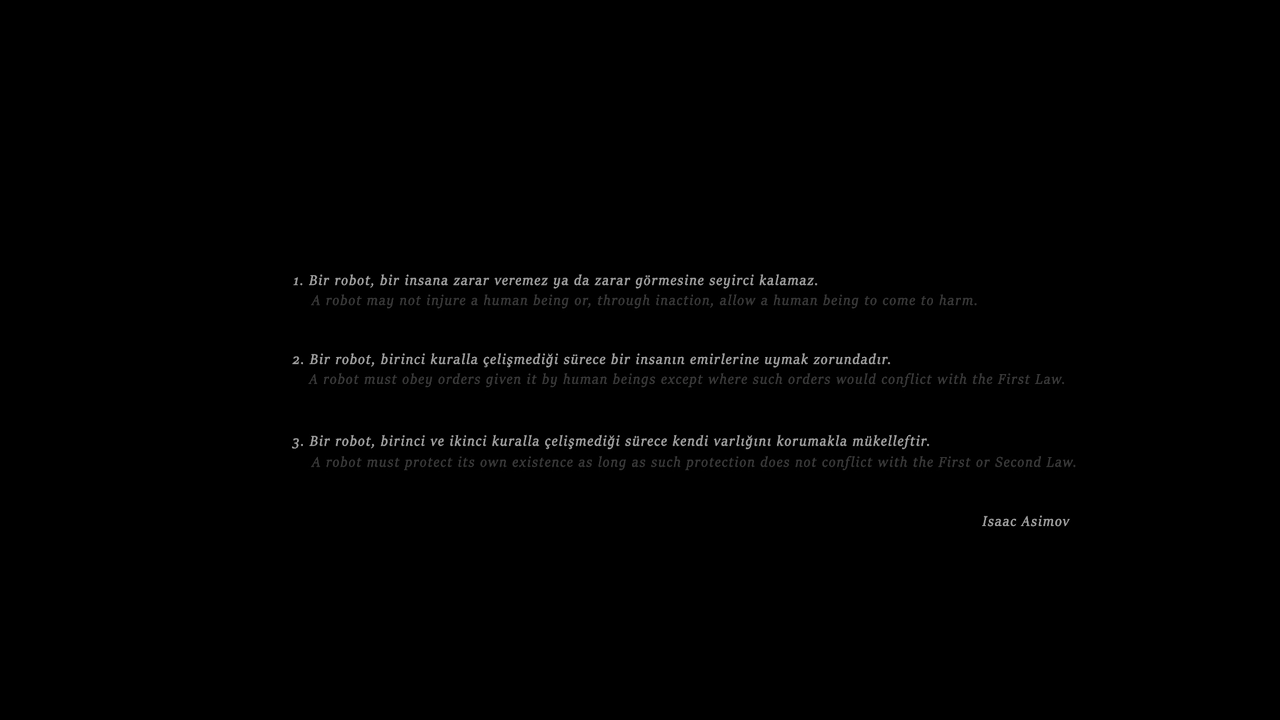 1. Bir robot, bir insana zarar veremez ya da zarar görmesine seyirci kalamaz.
A robot may not injure a human being or, through inaction, allow a human being to come to harm.
2. Bir robot, birinci kuralla çelişmediği sürece bir insanın emirlerine uymak zorundadır.
A robot must obey orders given it by human beings except where such orders would conflict with the First Law.
3. Bir robot, birinci ve ikinci kuralla çelişmediği sürece kendi varlığını korumakla mükelleftir.
A robot must protect its own existence as long as such protection does not conflict with the First or Second Law.
Isaac Asimov